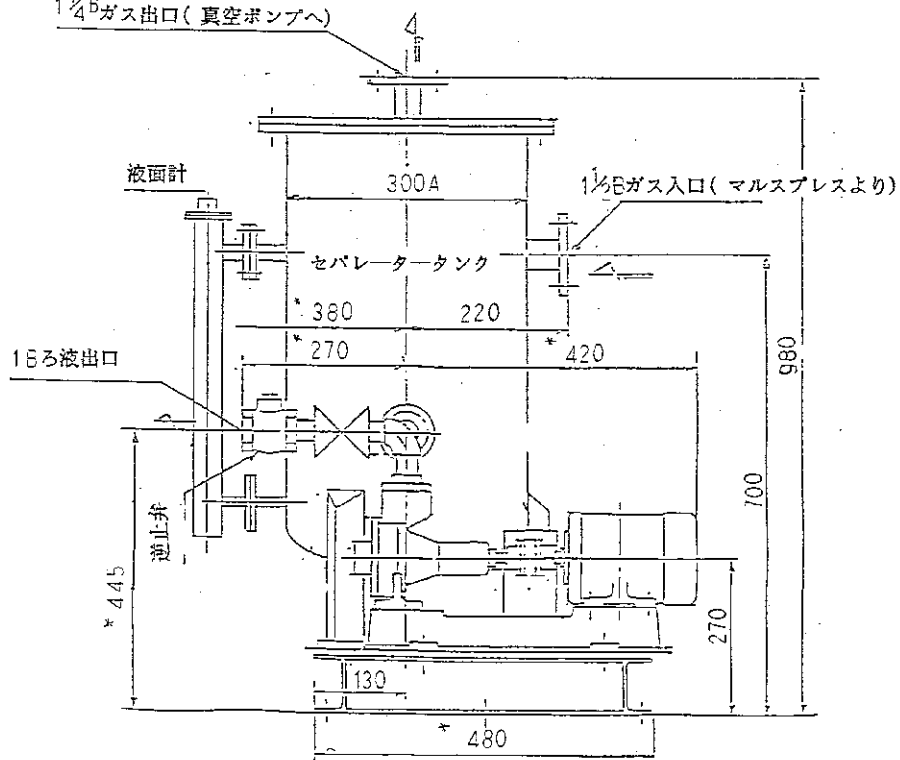 1¼Bガス出口(真空ポンプへ)
液面計
300A
1½Bガス入口(マルスプレスより)
セパレータータンク
*380
220*
*270
420
980
1Bろ液出口
700
逆止弁
*445
270
130
*480